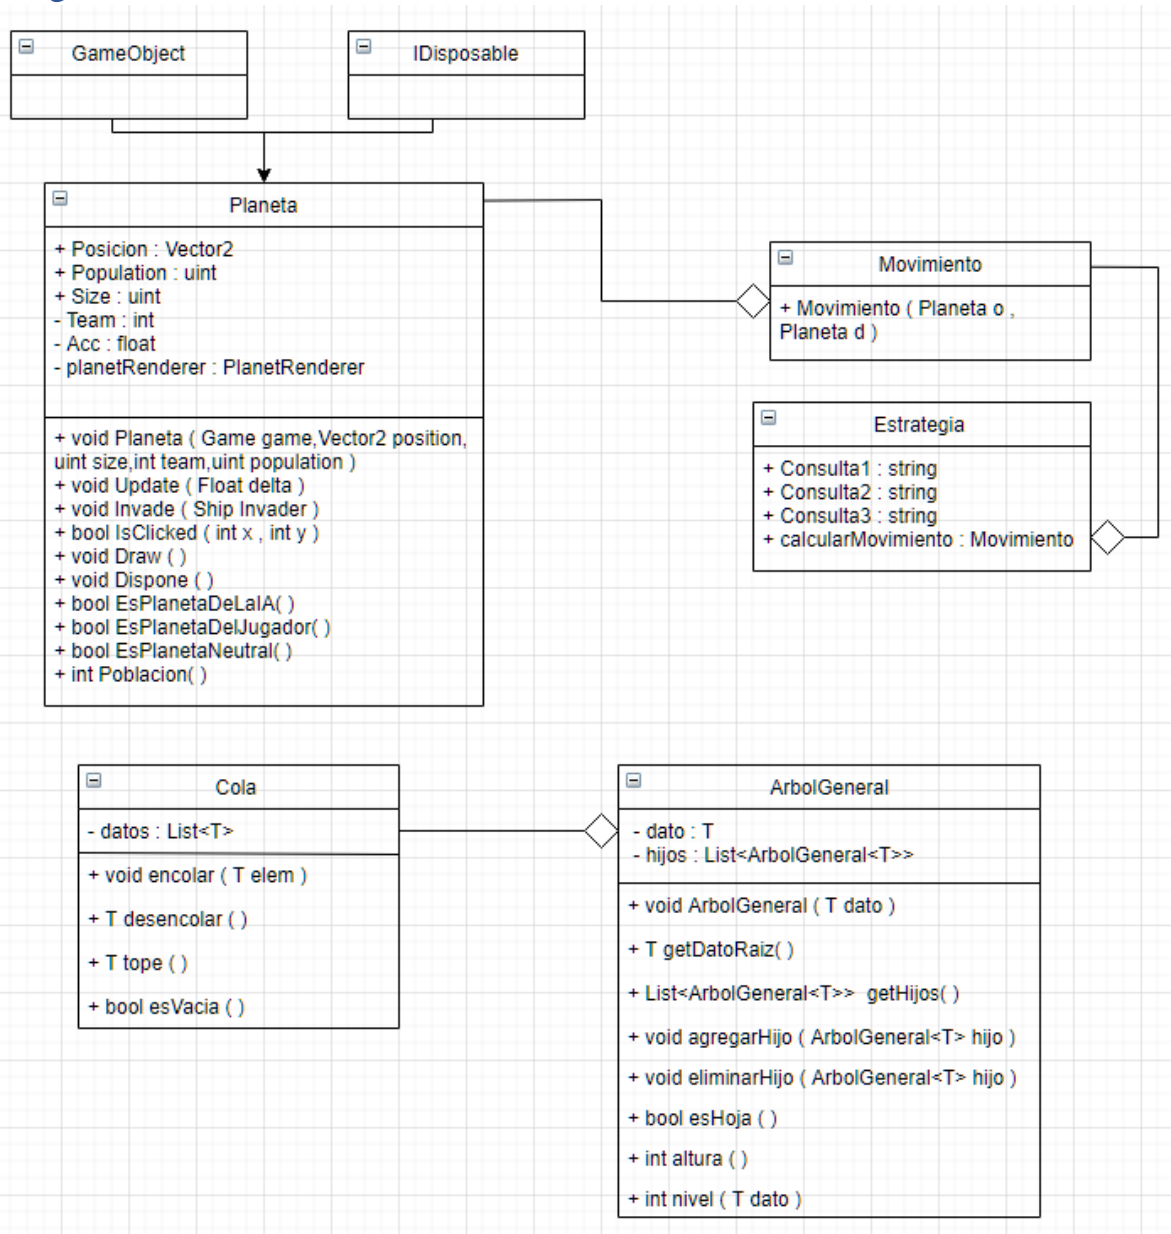 GameObject
IDisposable
Planeta
+ Posicion : Vector2
+ Population : uint
+ Size : uint
- Team : int
- Acc : float
- planetRenderer : PlanetRenderer
+ void Planeta ( Game game,Vector2 position,
uint size,int team,uint population )
+ void Update ( Float delta )
+ void Invade ( Ship Invader )
+ bool IsClicked ( int x , int y )
+ void Draw ( )
+ void Dispone ( )
+ bool EsPlanetaDeLaIA( )
+ bool EsPlanetaDelJugador( )
+ bool EsPlanetaNeutral( )
+ int Poblacion( )
Movimiento
+ Movimiento ( Planeta o ,
Planeta d )
Estrategia
+ Consulta1 : string
+ Consulta2 : string
+ Consulta3 : string
+ calcularMovimiento : Movimiento
Cola
- datos : List<T>
+ void encolar ( T elem )
+ T desencolar ( )
+ T tope ( )
+ bool esVacia ( )
ArbolGeneral
- dato : T
- hijos : List<ArbolGeneral<T>>
+ void ArbolGeneral ( T dato )
+ T getDatoRaiz( )
+ List<ArbolGeneral<T>> getHijos( )
+ void agregarHijo ( ArbolGeneral<T> hijo )
+ void eliminarHijo ( ArbolGeneral<T> hijo )
+ bool esHoja ( )
+ int altura ( )
+ int nivel ( T dato )